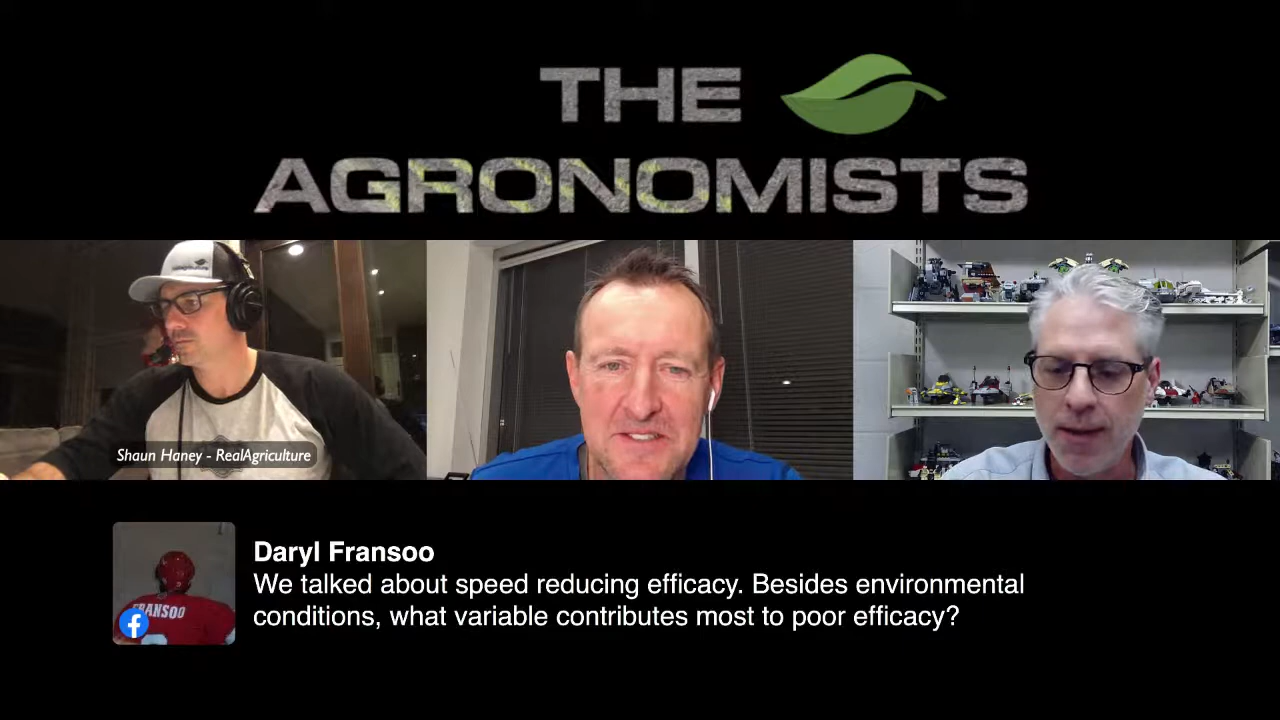 THE
AGRONOMISTS
Shaun Haney - RealAgriculture
Daryl Fransoo
We talked about speed reducing efficacy. Besides environmental
conditions, what variable contributes most to poor efficacy?
FRANSOO